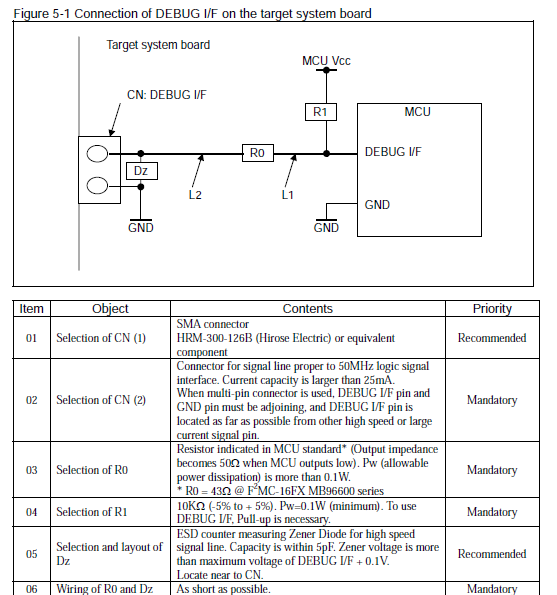 Figure 5-1 Connection of DEBUG I/F on the target system board
Target system board
MCU Vcc
CN: DEBUG I/F
R1
MCU
R0
DEBUG I/F
Dz
L2
L1
GND
GND
GND
Item Object Contents Priority
01 Selection of CN (1) SMA connector
HRM-300-126B (Hirose Electric) or equivalent
component
Recommended
02 Selection of CN (2) Connector for signal line proper to 50MHz logic signal
interface. Current capacity is larger than 25mA.
When multi-pin connector is used, DEBUG I/F pin and
GND pin must be adjoining, and DEBUG I/F pin is
located as far as possible from other high speed or large
current signal pin.
Mandatory
03 Selection of R0 Resistor indicated in MCU standard* (Output impedance
becomes 50Ω when MCU outputs low). Pw (allowable
power dissipation) is more than 0.1W.
* R0 = 43Ω @ F²MC-16FX MB96600 series
Mandatory
04 Selection of R1 10KΩ (-5% to + 5%). Pw=0.1W (minimum). To use
DEBUG I/F, Pull-up is necessary.
Mandatory
05 Selection and layout of
Dz
ESD counter measuring Zener Diode for high speed
signal line. Capacity is within 5pF. Zener voltage is more
than maximum voltage of DEBUG I/F + 0.1V.
Locate near to CN.
Recommended
06 Wiring of R0 and Dz As short as possible. Mandatory